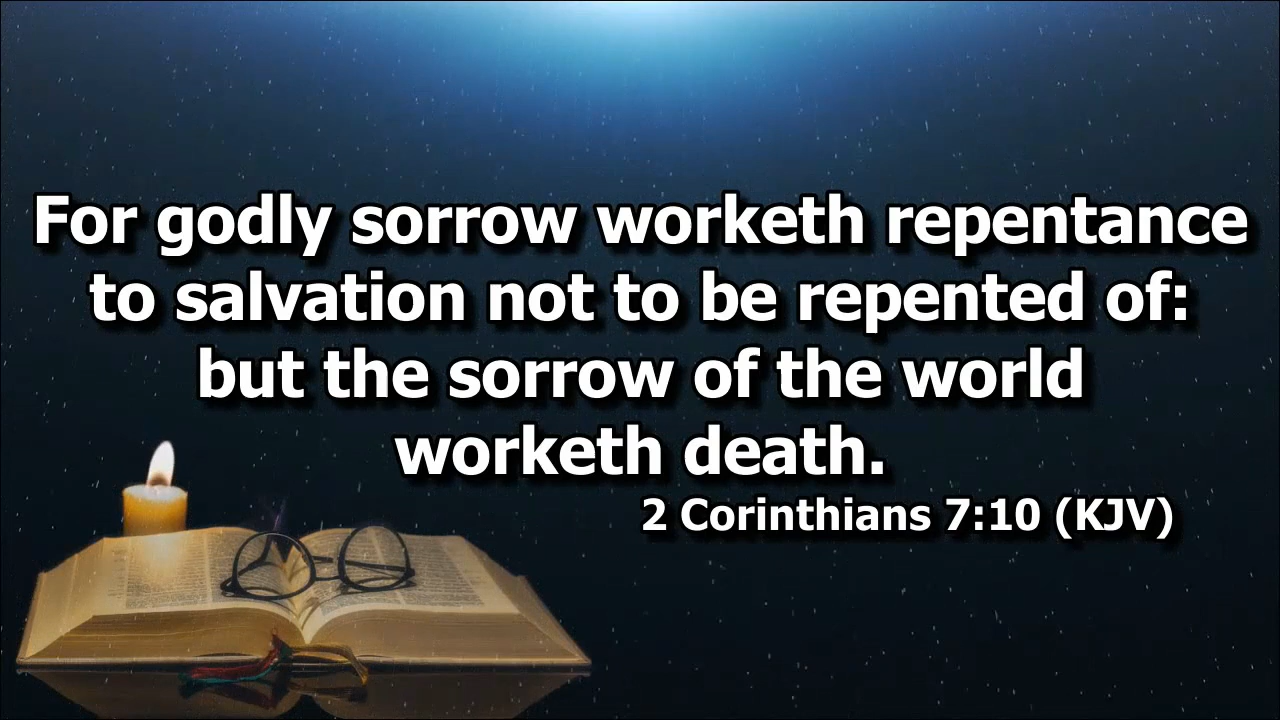 For godly sorrow worketh repentance
to salvation not to be repented of:
but the sorrow of the world
worketh death.
2 Corinthians 7:10 (KJV)